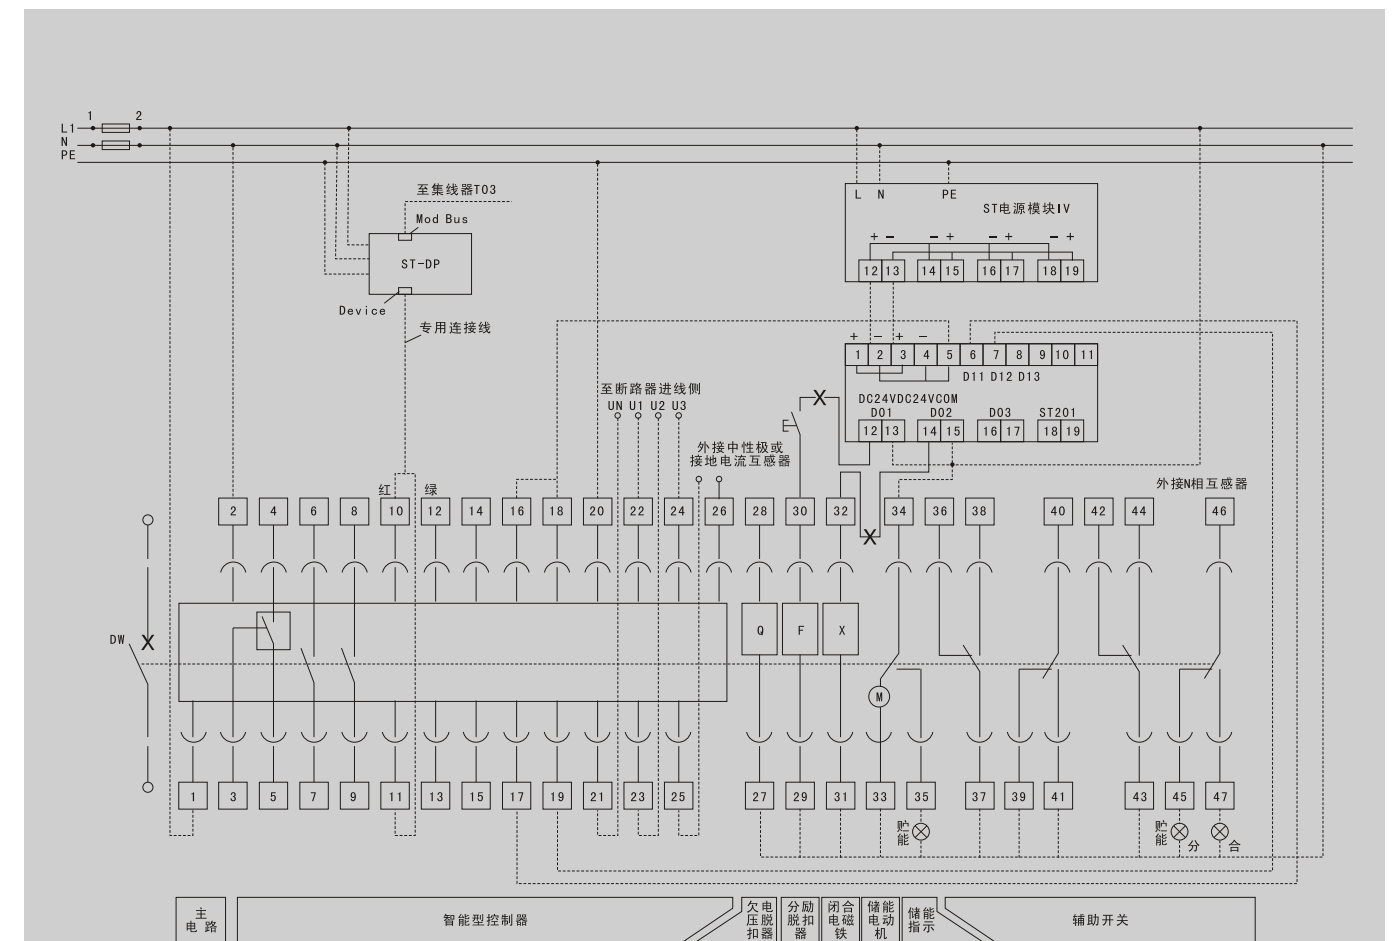 1 2
L1
N
PE
至集线器T03
Mod Bus
ST-DP
Device
专用连接线
L N PE
ST电源模块IV
+ − − + − + − +
12 13 14 15 16 17 18 19
+ − + −
1 2 3 4 5 6 7 8 9 10 11
D11 D12 D13
DC24VDC24VCOM
D01 D02 D03 ST201
12 13 14 15 16 17 18 19
至断路器进线侧
UN U1 U2 U3
外接中性极或
接地电流互感器
外接N相互感器
红 绿
2 4 6 8 10 12 14 16 18 20 22 24 26 28 30 32 34 36 38 40 42 44 46
DW
Q F X
M
1 3 5 7 9 11 13 15 17 19 21 23 25 27 29 31 33 35 37 39 41 43 45 47
贮能
贮能 分 合
主电路
智能型控制器
欠电压脱扣器
分励脱扣器
闭合电磁铁
储能电动机
储能指示
辅助开关